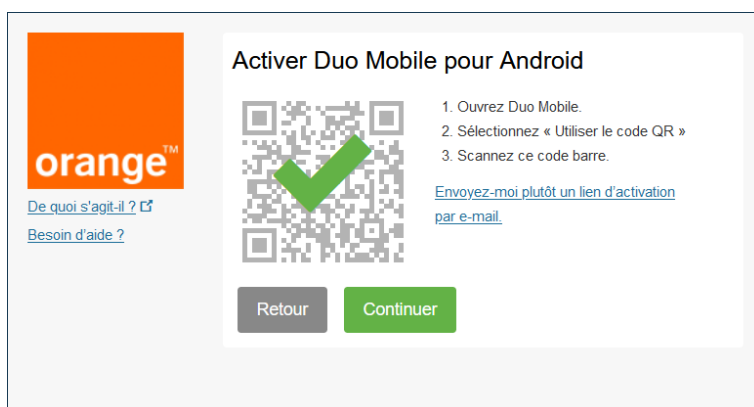 orange™
De quoi s'agit-il ?
Besoin d'aide ?
Activer Duo Mobile pour Android
1. Ouvrez Duo Mobile.
2. Sélectionnez « Utiliser le code QR »
3. Scannez ce code barre.
Envoyez-moi plutôt un lien d'activation
par e-mail.
Retour
Continuer